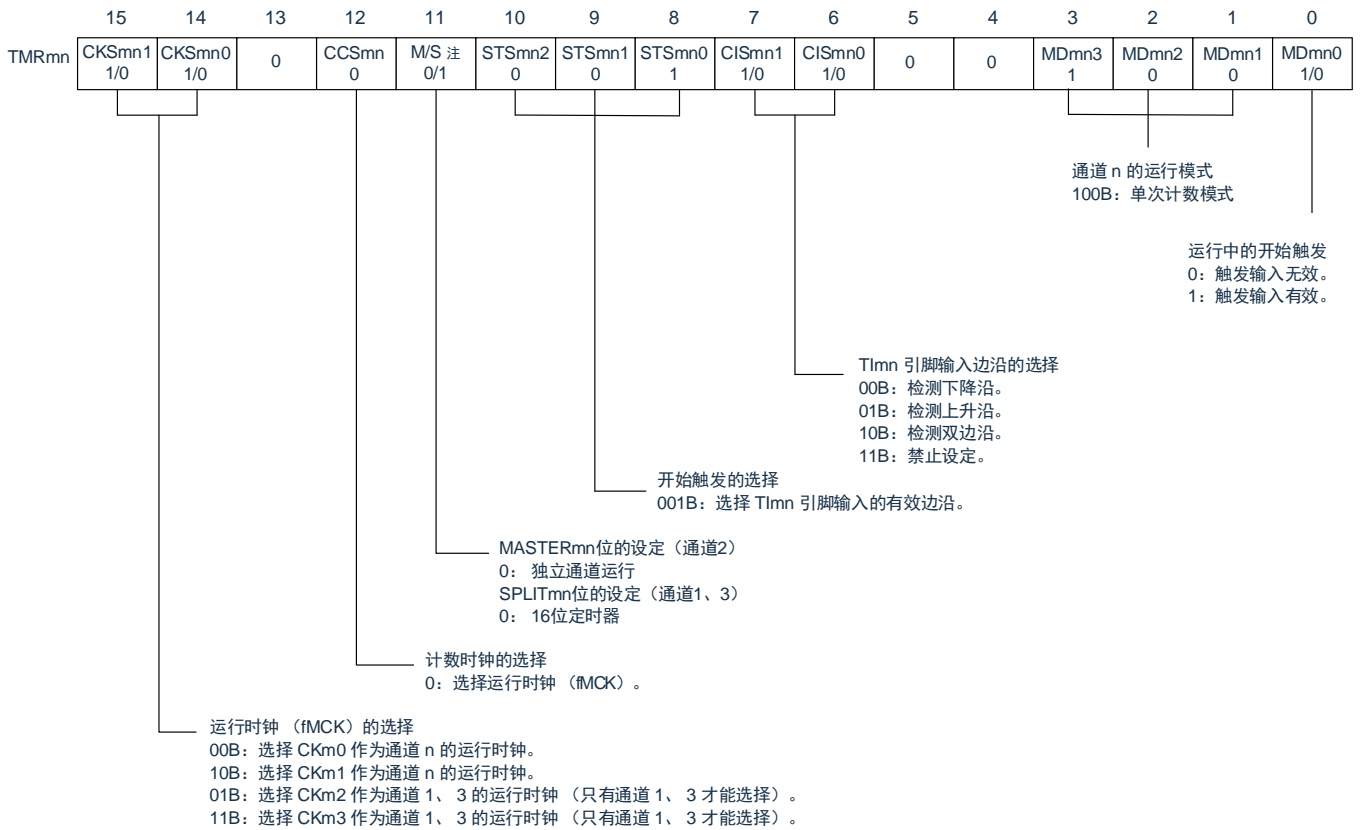 15 14 13 12 11 10 9 8 7 6 5 4 3 2 1 0
TMRmn CKSmn1 CKSmn0 0 CCSmn M/S 注 STSmn2 STSmn1 STSmn0 CISmn1 CISmn0 0 0 MDmn3 MDmn2 MDmn1 MDmn0
1/0 1/0 0 0/1 0 0 1 1/0 1/0 1 0 0 1/0
通道 n 的运行模式
100B：单次计数模式
运行中的开始触发
0：触发输入无效。
1：触发输入有效。
TImn 引脚输入边沿的选择
00B：检测下降沿。
01B：检测上升沿。
10B：检测双边沿。
11B：禁止设定。
开始触发的选择
001B：选择 TImn 引脚输入的有效边沿。
MASTERmn位的设定（通道2）
0： 独立通道运行
SPLITmn位的设定（通道1、3）
0： 16位定时器
计数时钟的选择
0：选择运行时钟（fMCK）。
运行时钟 （fMCK）的选择
00B：选择 CKm0 作为通道 n 的运行时钟。
10B：选择 CKm1 作为通道 n 的运行时钟。
01B：选择 CKm2 作为通道 1、 3 的运行时钟 （只有通道 1、 3 才能选择）。
11B：选择 CKm3 作为通道 1、 3 的运行时钟 （只有通道 1、 3 才能选择）。